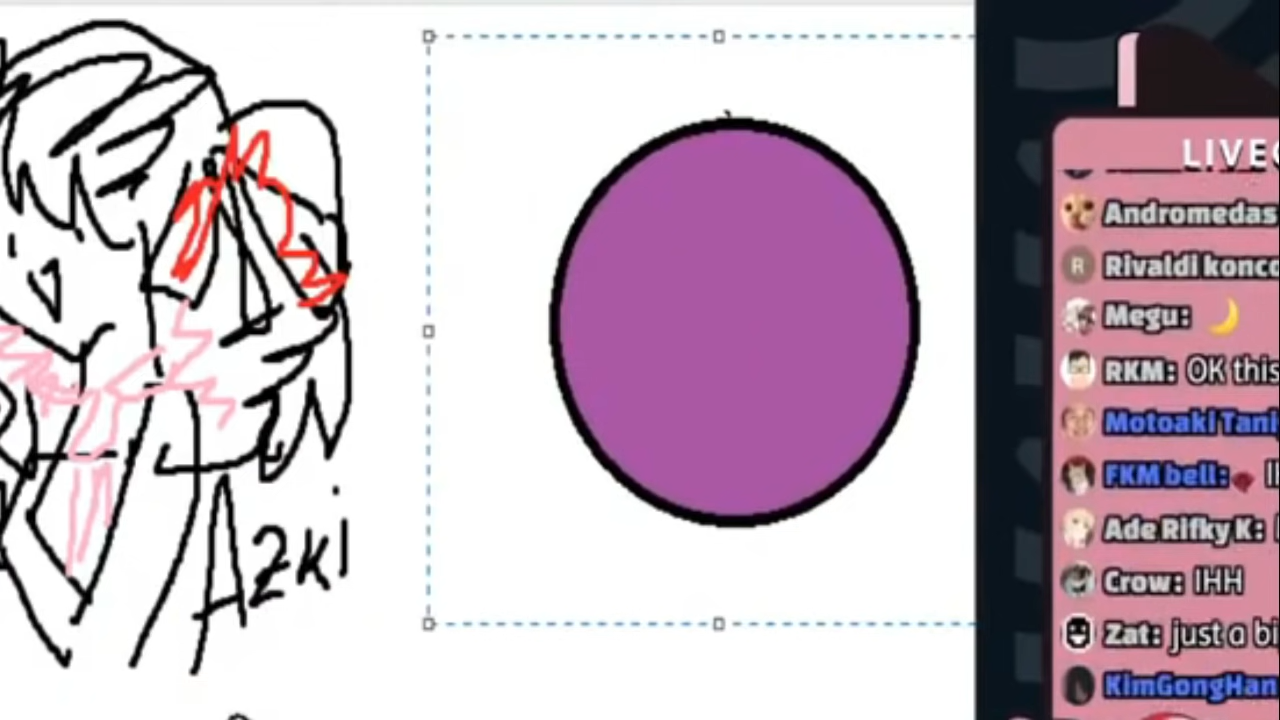 AZKi
LIVE
Andromedas
R Rivaldi konco
Megu: 🌙
RKM: OK this
Motoaki Tani
FKM bell:
Ade Rifky K:
Crow: IHH
Zat: just a bi
KimGongHan